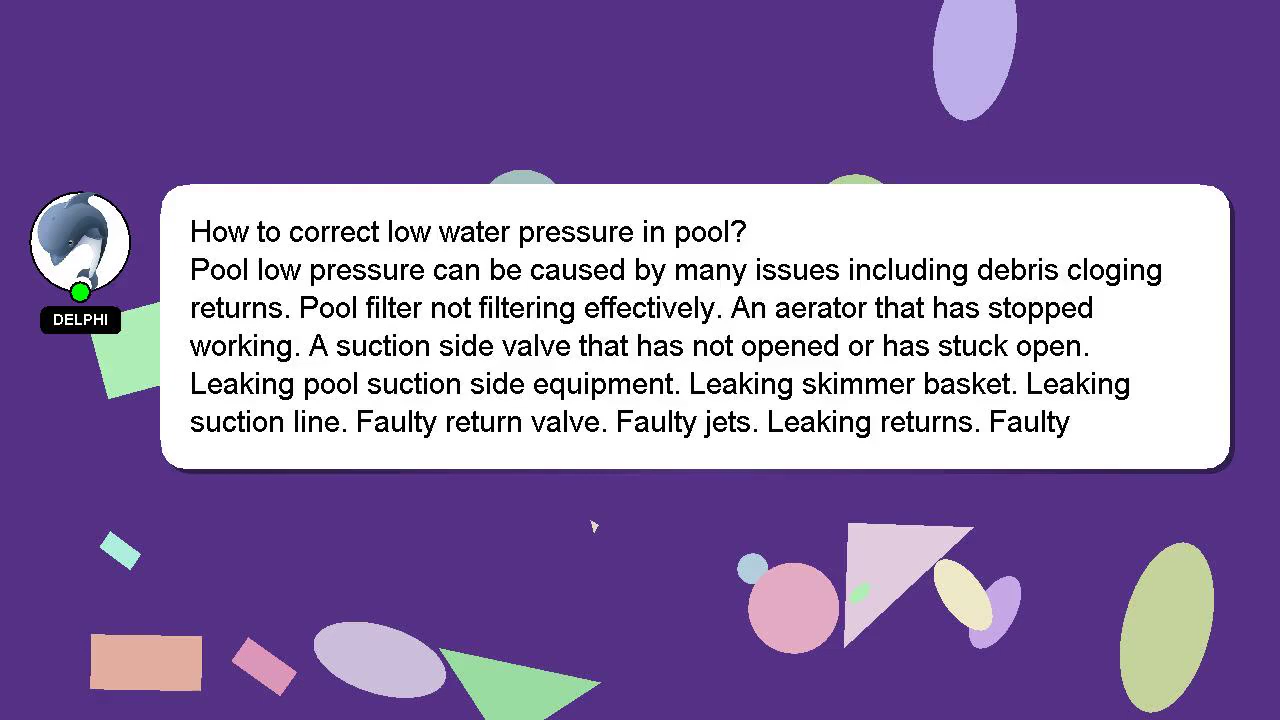 How to correct low water pressure in pool?
Pool low pressure can be caused by many issues including debris cloging
returns. Pool filter not filtering effectively. An aerator that has stopped
working. A suction side valve that has not opened or has stuck open.
Leaking pool suction side equipment. Leaking skimmer basket. Leaking
suction line. Faulty return valve. Faulty jets. Leaking returns. Faulty
DELPHI